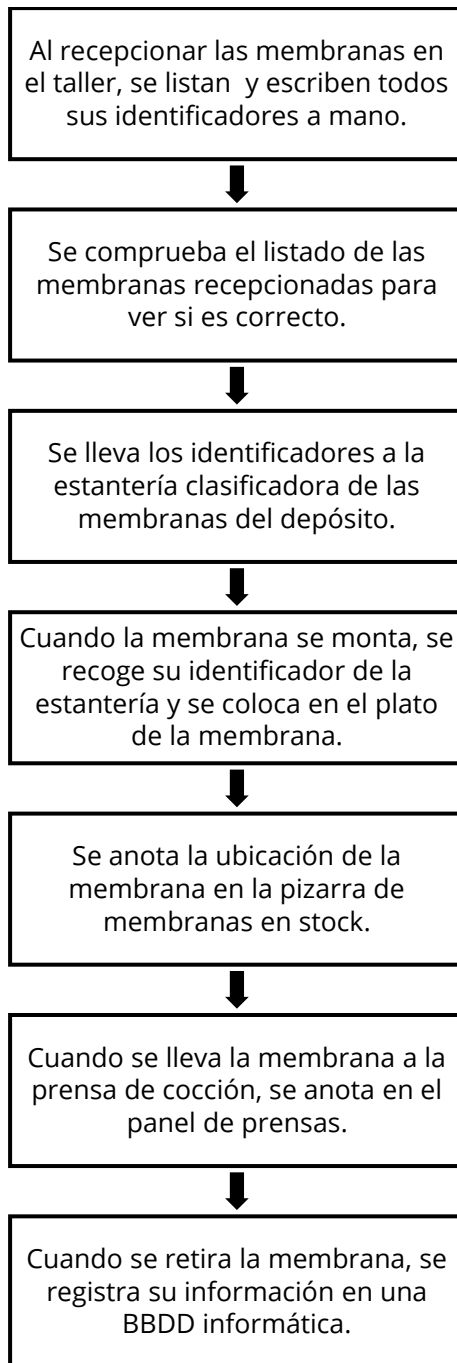 Al recepcionar las membranas en
el taller, se listan  y escriben todos
sus identificadores a mano.
Se comprueba el listado de las
membranas recepcionadas para
ver si es correcto.
Se lleva los identificadores a la
estantería clasificadora de las
membranas del depósito.
Cuando la membrana se monta, se
recoge su identificador de la
estantería y se coloca en el plato
de la membrana.
Se anota la ubicación de la
membrana en la pizarra de
membranas en stock.
Cuando se lleva la membrana a la
prensa de cocción, se anota en el
panel de prensas.
Cuando se retira la membrana, se
registra su información en una
BBDD informática.